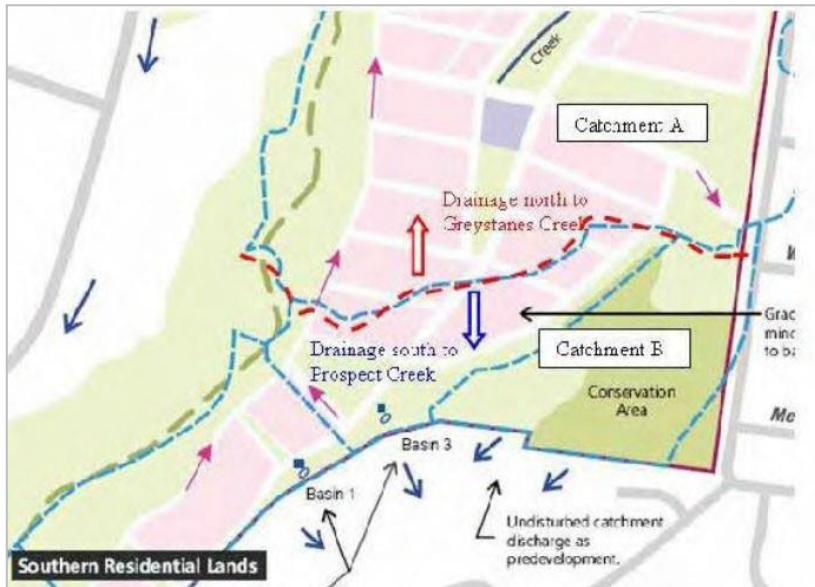 Creek
Catchment A
Drainage north to
Greystanes Creek
Drainage south to
Prospect Creek
Catchment B
Conservation
Area
Basin 3
Basin 1
Undisturbed catchment
discharge as
predevelopment.
Southern Residential Lands